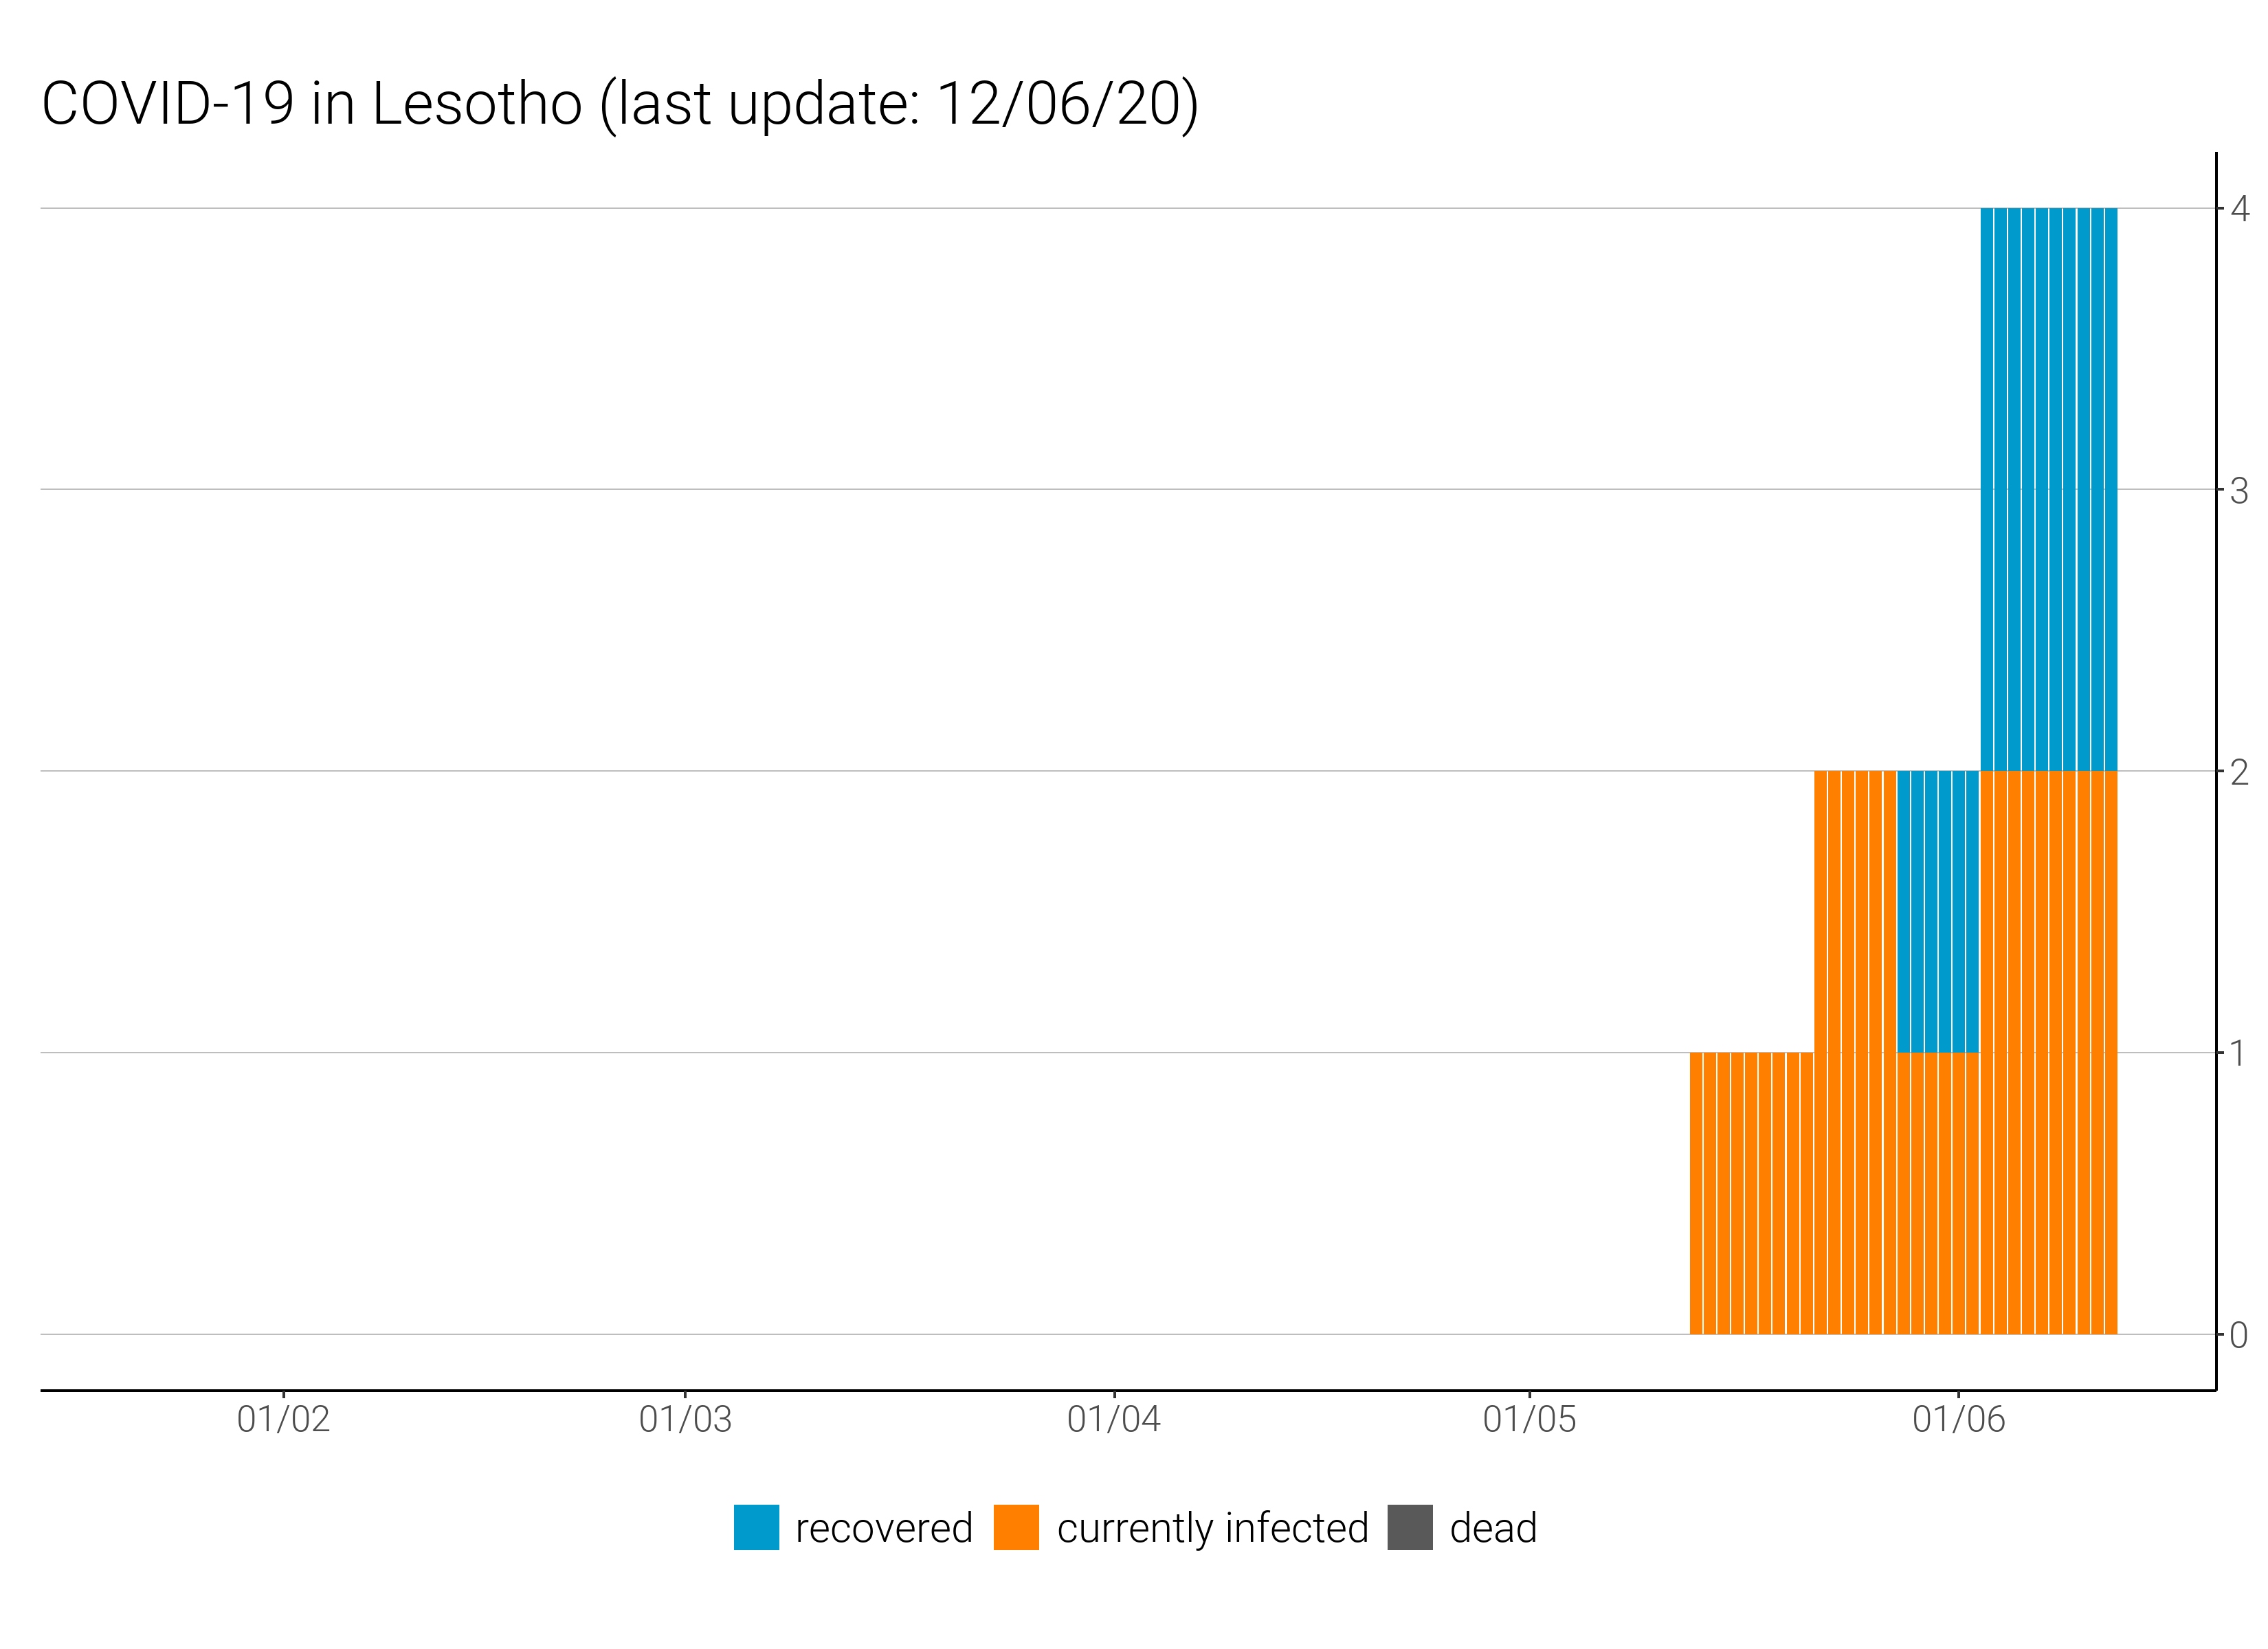 COVID-19 in Lesotho (last update: 12/06/20)
4
3
2
1
0
01/02 01/03 01/04 01/05 01/06
recovered currently infected dead